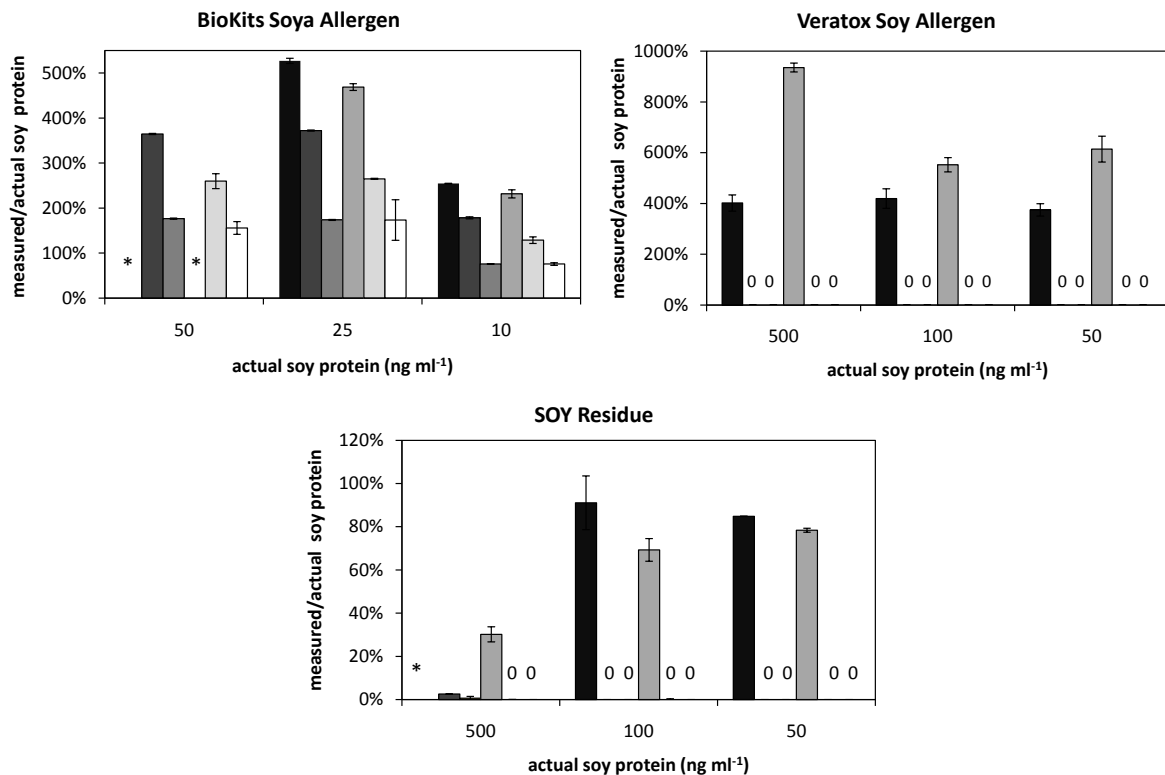 BioKits Soya Allergen
measured/actual soy protein
500%
400%
300%
200%
100%
0%
* *
50 25 10
actual soy protein (ng ml-1)
Veratox Soy Allergen
measured/actual soy protein
1000%
800%
600%
400%
200%
0%
0 0 0 0 0 0 0 0 0 0 0 0
500 100 50
actual soy protein (ng ml-1)
SOY Residue
measured/actual soy protein
120%
100%
80%
60%
40%
20%
0%
* 0 0 0 0 0 0 0 0 0 0
500 100 50
actual soy protein (ng ml-1)